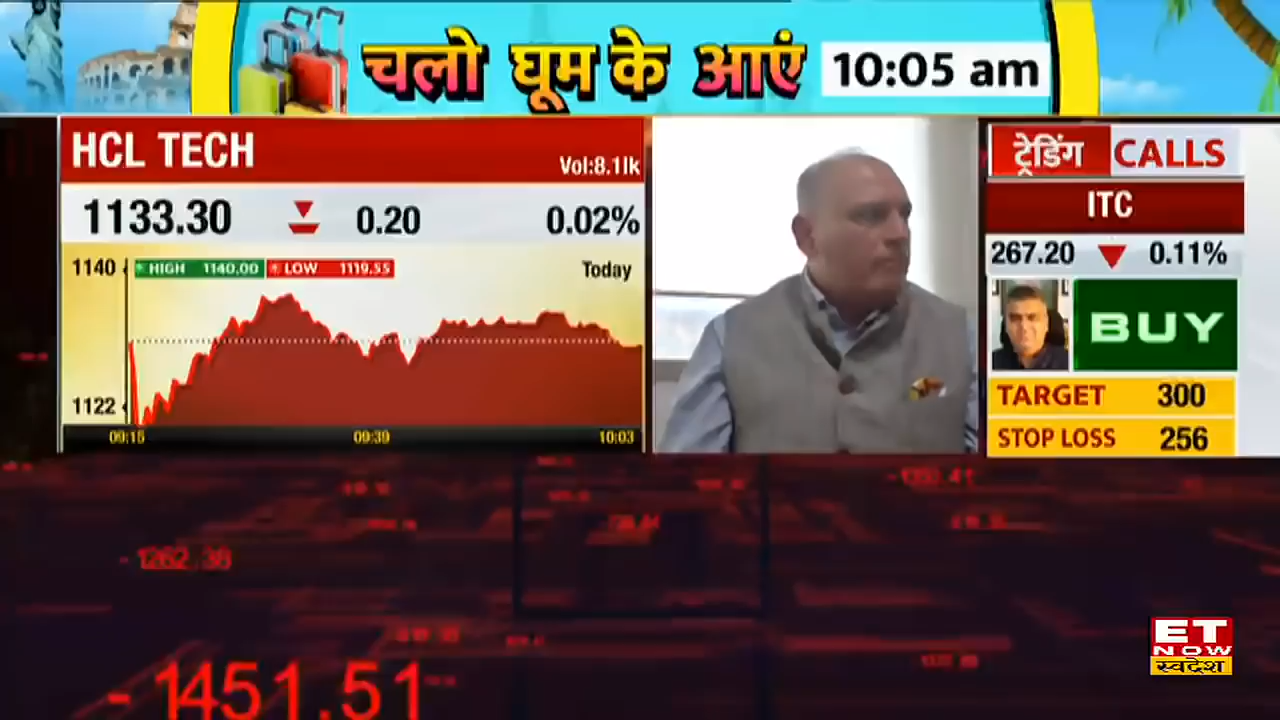 चलो घूम के आएं
10:05 am
HCL TECH
Vol:8.1lk
1133.30 0.20 0.02%
1140
HIGH 1140.00 LOW 1119.55
Today
1122
09:15 09:39 10:03
ट्रेडिंग CALLS
ITC
267.20 0.11%
BUY
TARGET 300
STOP LOSS 256
- 1262.36
- 1451.51
ET
NOW
स्वदेश